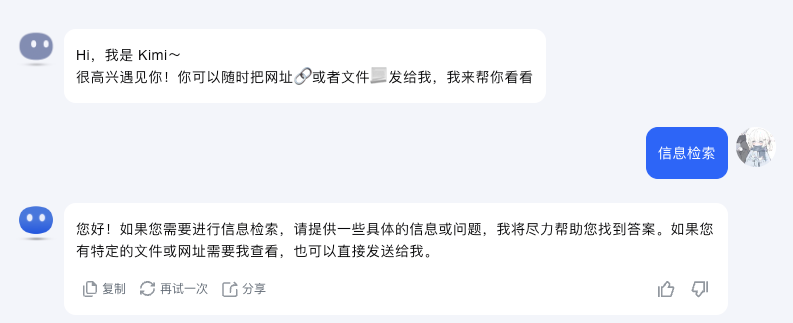 Hi，我是 Kimi～
很高兴遇见你！你可以随时把网址🔗或者文件📃发给我，我来帮你看看
信息检索
您好！如果您需要进行信息检索，请提供一些具体的信息或问题，我将尽力帮助您找到答案。如果您
有特定的文件或网址需要我查看，也可以直接发送给我。
复制 再试一次 分享